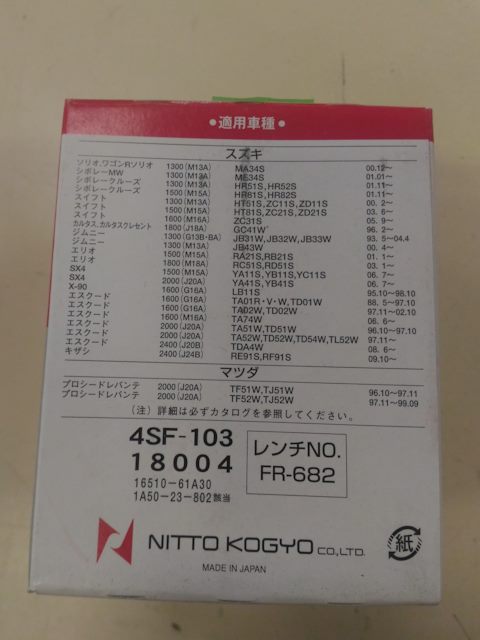 •適用車種•
スズキ
ソリオ,ワゴンRソリオ 1300(M13A) MA34S 00.12〜
シボレーMW 1300(M13A) ME34S 01.01〜
シボレークルーズ 1300(M13A) HR51S, HR52S 01.11〜
シボレークルーズ 1500(M15A) HR81S, HR82S 01.11〜
スイフト 1300(M13A) HT51S, ZC11S, ZD11S 00.2〜
スイフト 1500(M15A) HT81S, ZC21S, ZD21S 03.6〜
スイフト 1600(M16A) ZC31S 05.9〜
カルタス,カルタスクレセント 1800(J18A) GC41W 96.2〜
ジムニー 1300(G13B・BA) JB31W, JB32W, JB33W 93.5〜04.4
ジムニー 1300(M13A) JB43W 00.4〜
エリオ 1500(M15A) RA21S, RB21S 01.1〜
エリオ 1800(M18A) RC51S, RD51S 03.1〜
SX4 1500(M15A) YA11S, YB11S, YC11S 06.7〜
SX4 2000(J20A) YA41S, YB41S 06.7〜
X-90 1600(G16A) LB11S 95.10〜98.10
エスクード 1600(G16A) TA01R・V・W, TD01W 88.5〜97.10
エスクード 1600(G16A) TA02W, TD02W 97.11〜02.10
エスクード 1600(M16A) TA74W 06.6〜
エスクード 2000(J20A) TA51W, TD51W 96.10〜97.10
エスクード 2000(J20A) TA52W, TD52W, TD54W, TL52W 97.11〜
エスクード 2400(J24B) TDA4W 08.6〜
キザシ 2400(J24B) RE91S, RF91S 09.10〜
マツダ
プロシードレバンテ 2000(J20A) TF51W, TJ51W 96.10〜97.11
プロシードレバンテ 2000(J20A) TF52W, TJ52W 97.11〜99.09
(注)詳細は必ずカタログを参照してください。
4SF-103
18004
16510-61A30
1A50-23-802該当
レンチNO.
FR-682
NITTO KOGYO CO.,LTD.
MADE IN JAPAN
紙